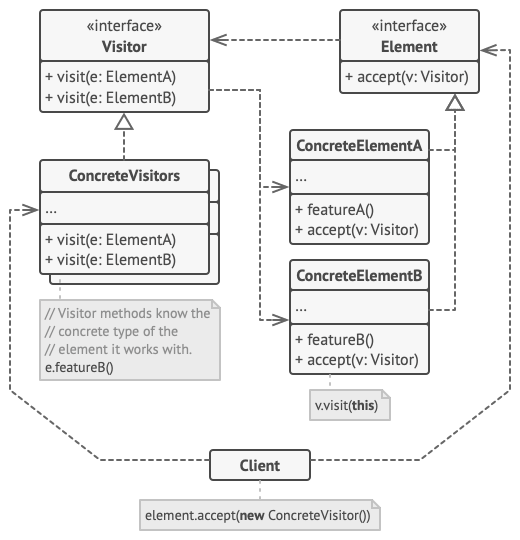 «interface»
Visitor
+ visit(e: ElementA)
+ visit(e: ElementB)
«interface»
Element
+ accept(v: Visitor)
ConcreteVisitors
...
+ visit(e: ElementA)
+ visit(e: ElementB)
ConcreteElementA
...
+ featureA()
+ accept(v: Visitor)
ConcreteElementB
...
+ featureB()
+ accept(v: Visitor)
// Visitor methods know the
// concrete type of the
// element it works with.
e.featureB()
v.visit(this)
Client
element.accept(new ConcreteVisitor())